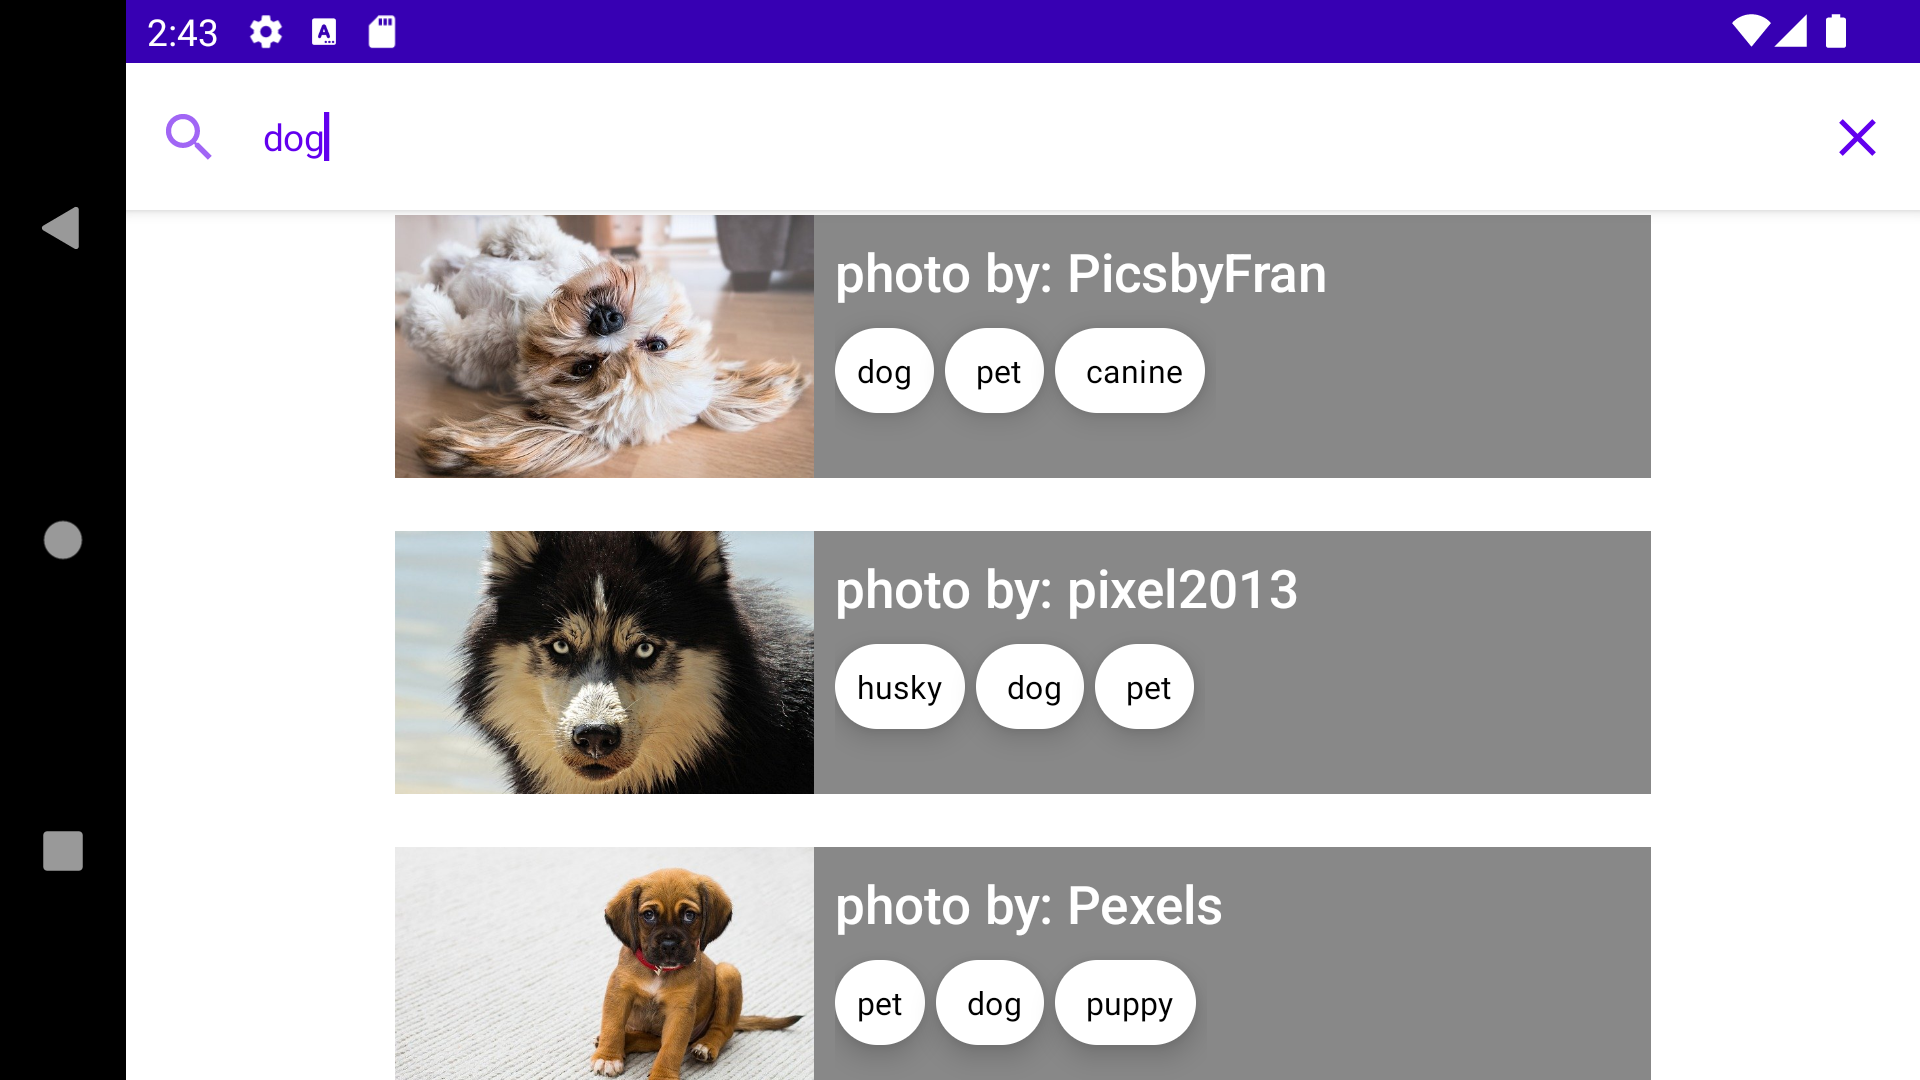 2:43
dog
photo by: PicsbyFran
dog pet canine
photo by: pixel2013
husky dog pet
photo by: Pexels
pet dog puppy